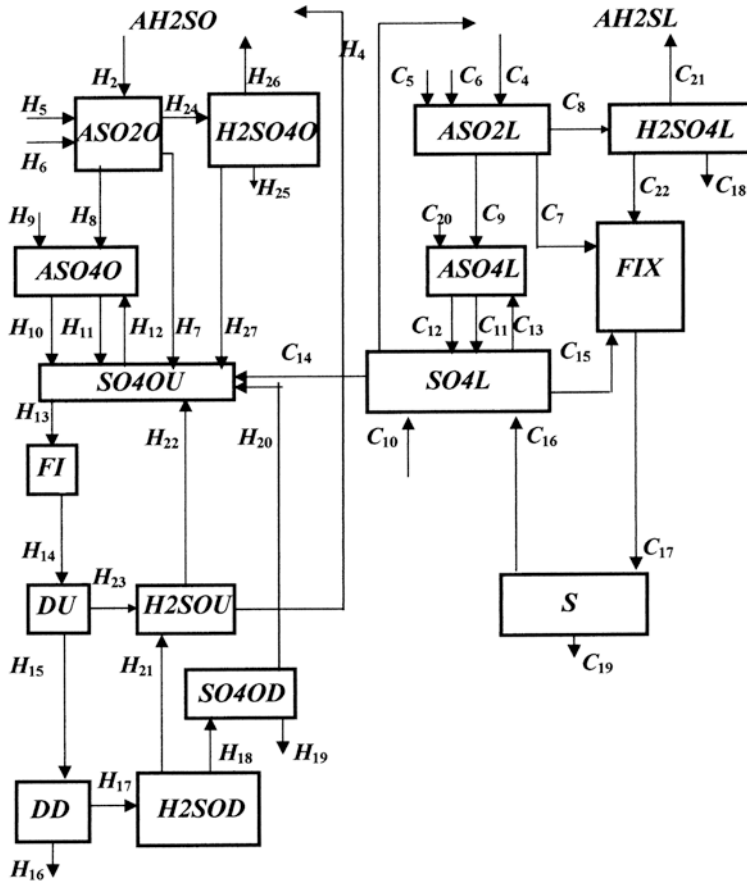 AH2SO
H4
AH2SL
H2
H26
C5
C6
C4
C21
H5
H24
C8
ASO2O
H2SO4O
ASO2L
H2SO4L
H6
H25
C18
H9
H8
C20
C9
C7
C22
ASO4O
ASO4L
FIX
H10
H11
H12
H7
H27
C12
C11
C13
C14
C15
SO4OU
SO4L
H13
H22
H20
C10
C16
FI
H14
C17
H23
DU
H2SOU
S
H15
H21
C19
SO4OD
H17
H18
H19
DD
H2SOD
H16